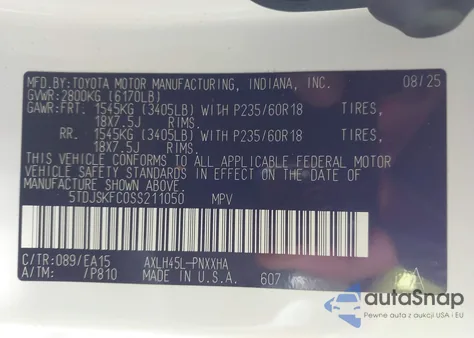 MFD.BY:TOYOTA MOTOR MANUFACTURING, INDIANA, INC. 08/25
GVWR:2800KG (6170LB)
GAWR:FRT. 1545KG (3405LB) WITH P235/60R18 TIRES,
18X7.5J RIMS.
RR. 1545KG (3405LB) WITH P235/60R18 TIRES,
18X7.5J RIMS.
THIS VEHICLE CONFORMS TO ALL APPLICABLE FEDERAL MOTOR
VEHICLE SAFETY STANDARDS IN EFFECT ON THE DATE OF
MANUFACTURE SHOWN ABOVE.
5TDJSKFC0SS211050 MPV
C/TR:089/EA15 AXLH45L-PNXXHA
A/TM: /P810 MADE IN U.S.A. 607 A
autoSnap
Pewne auta z USA i EU